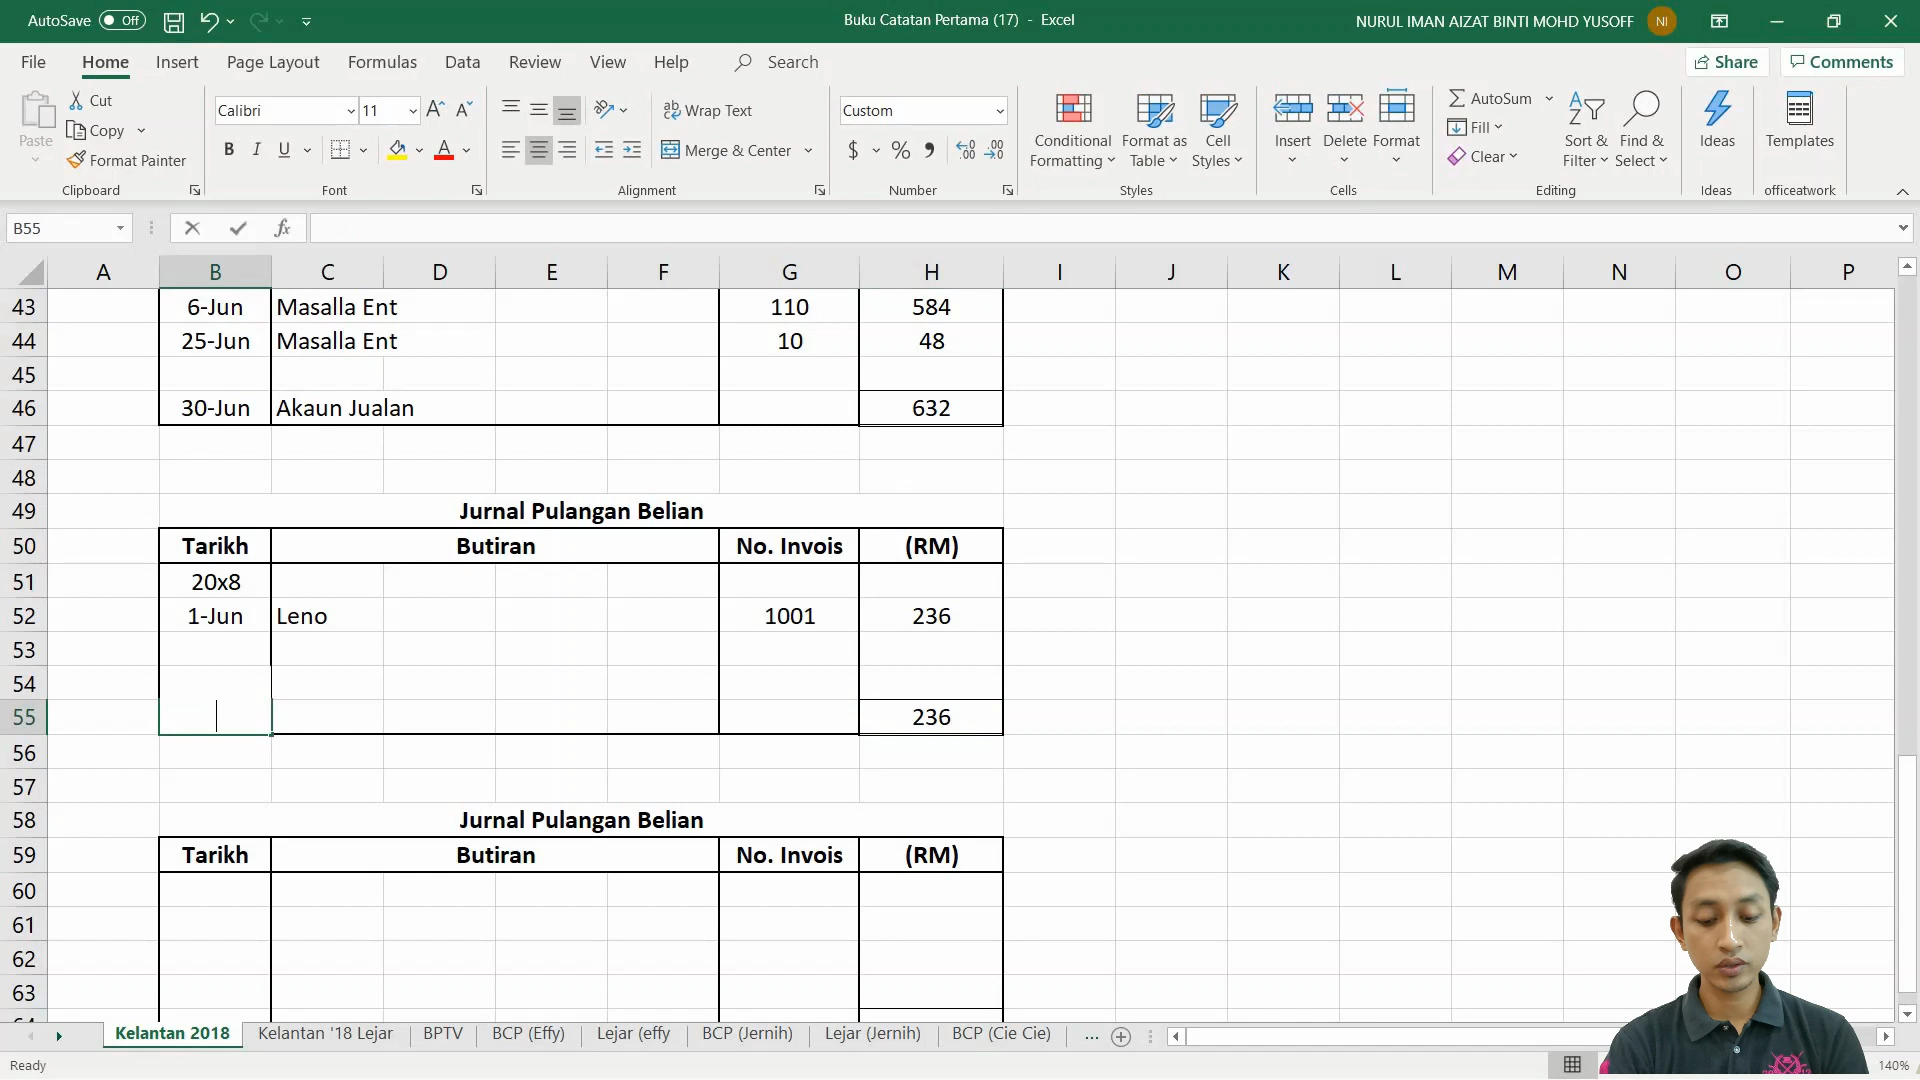 AutoSave Off Buku Catatan Pertama (17) - Excel NURUL IMAN AIZAT BINTI MOHD YUSOFF NI
File Home Insert Page Layout Formulas Data Review View Help Search Share Comments
Cut
Copy
Format Painter
Paste
Clipboard
Calibri 11
B I U
Font
Wrap Text
Merge & Center
Alignment
Custom
$ % 9
Number
Conditional Formatting
Format as Table
Cell Styles
Styles
Insert Delete Format
Cells
AutoSum
Fill
Clear
Sort & Filter
Find & Select
Editing
Ideas
Ideas
Templates
officeatwork
B55 fx
A B C D E F G H I J K L M N O P
43 6-Jun Masalla Ent 110 584
44 25-Jun Masalla Ent 10 48
45
46 30-Jun Akaun Jualan 632
47
48
49 Jurnal Pulangan Belian
50 Tarikh Butiran No. Invois (RM)
51 20x8
52 1-Jun Leno 1001 236
53
54
55 236
56
57
58 Jurnal Pulangan Belian
59 Tarikh Butiran No. Invois (RM)
60
61
62
63
Kelantan 2018 Kelantan '18 Lejar BPTV BCP (Effy) Lejar (effy BCP (Jernih) Lejar (Jernih) BCP (Cie Cie) ...
Ready 140%